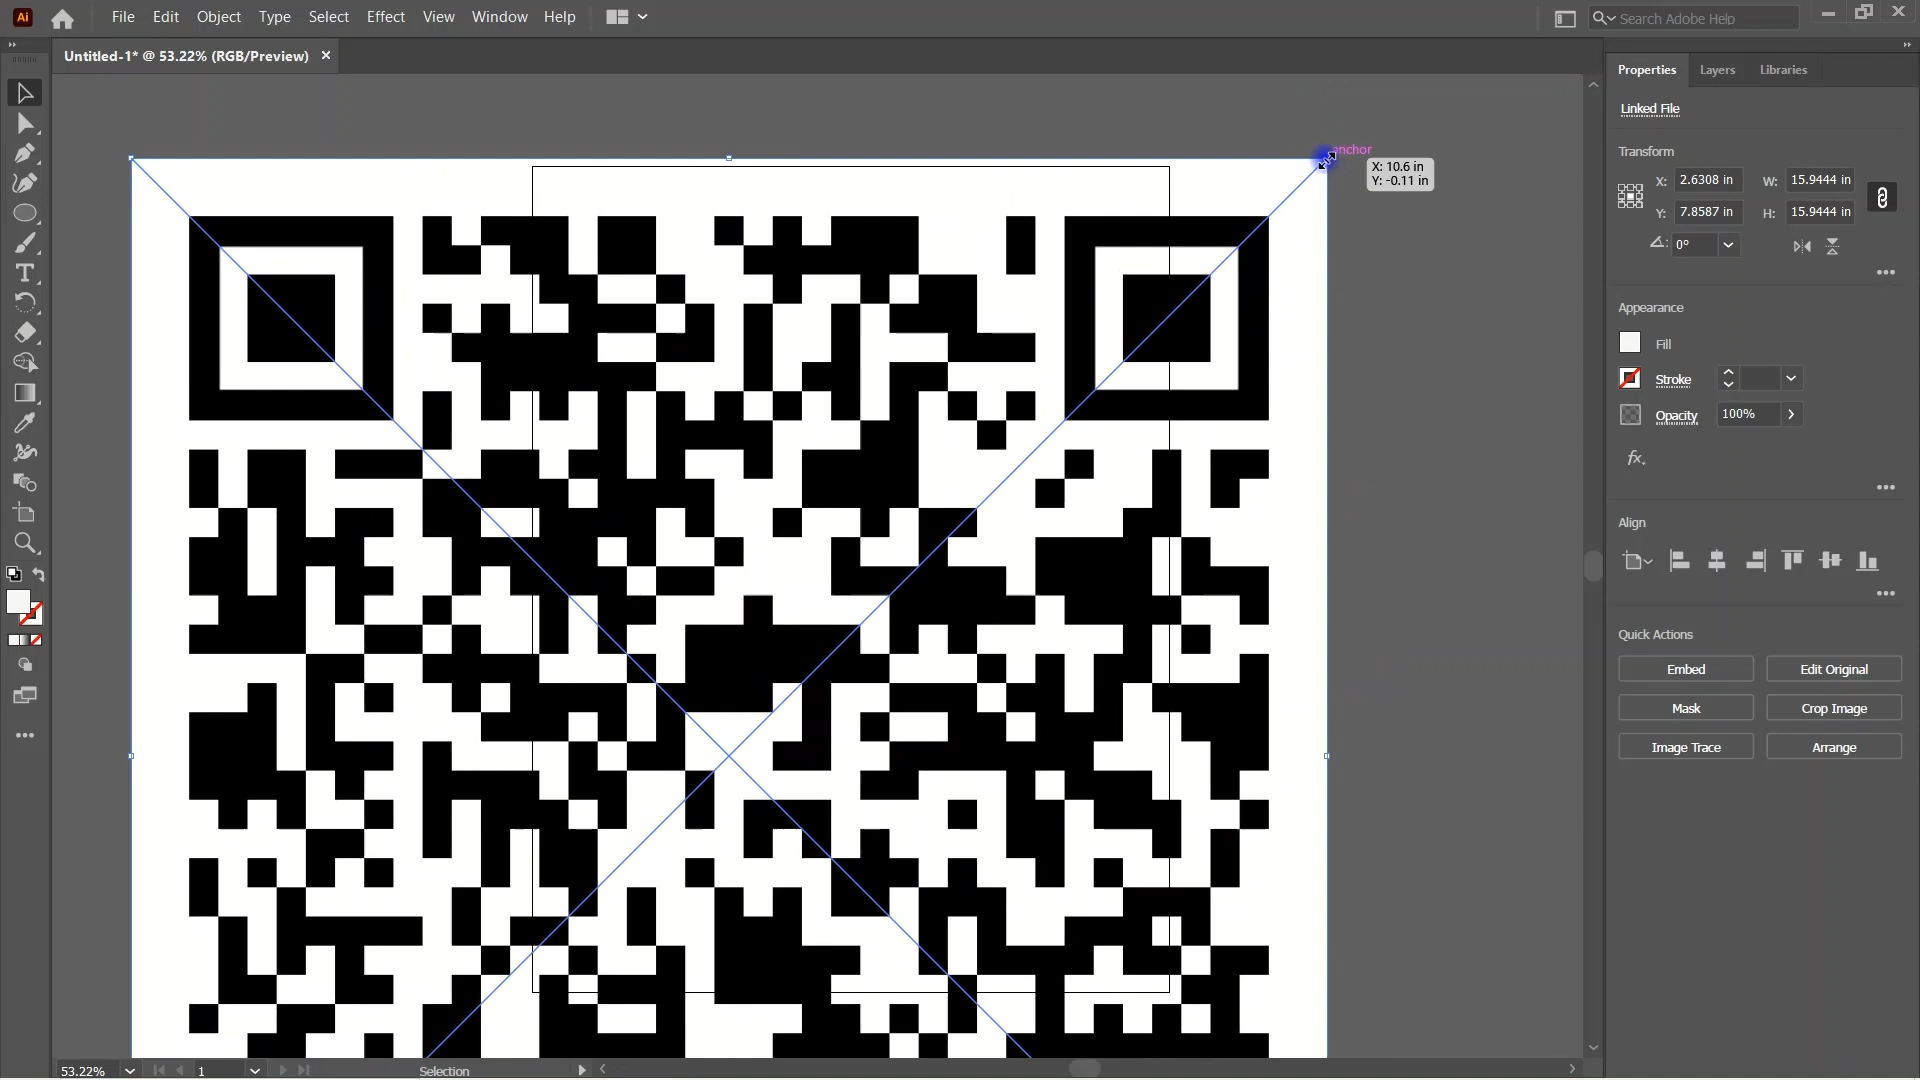 Ai File Edit Object Type Select Effect View Window Help Search Adobe Help
Untitled-1* @ 53.22% (RGB/Preview)
Properties Layers Libraries
Linked File
anchor
X: 10.6 in
Y: -0.11 in
Transform
X: 2.6308 in W: 15.9444 in
Y: 7.8587 in H: 15.9444 in
0°
Appearance
Fill
Stroke
Opacity 100%
fx.
Align
Quick Actions
Embed Edit Original
Mask Crop Image
Image Trace Arrange
53.22% 1 Selection